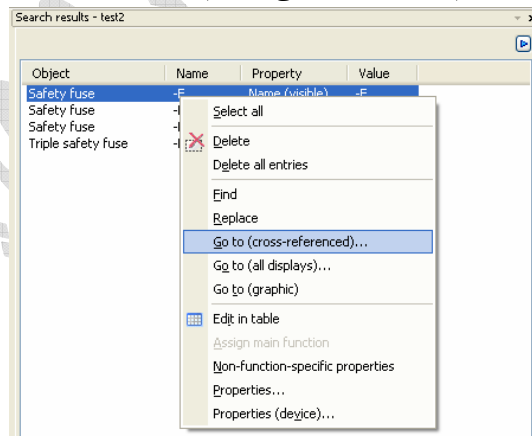 Search results - test2
Object Name Property Value
Safety fuse -F Name (visible) -F
Safety fuse
Safety fuse
Triple safety fuse
Select all
Delete
Delete all entries
Find
Replace
Go to (cross-referenced)...
Go to (all displays)...
Go to (graphic)
Edit in table
Assign main function
Non-function-specific properties
Properties...
Properties (device)...